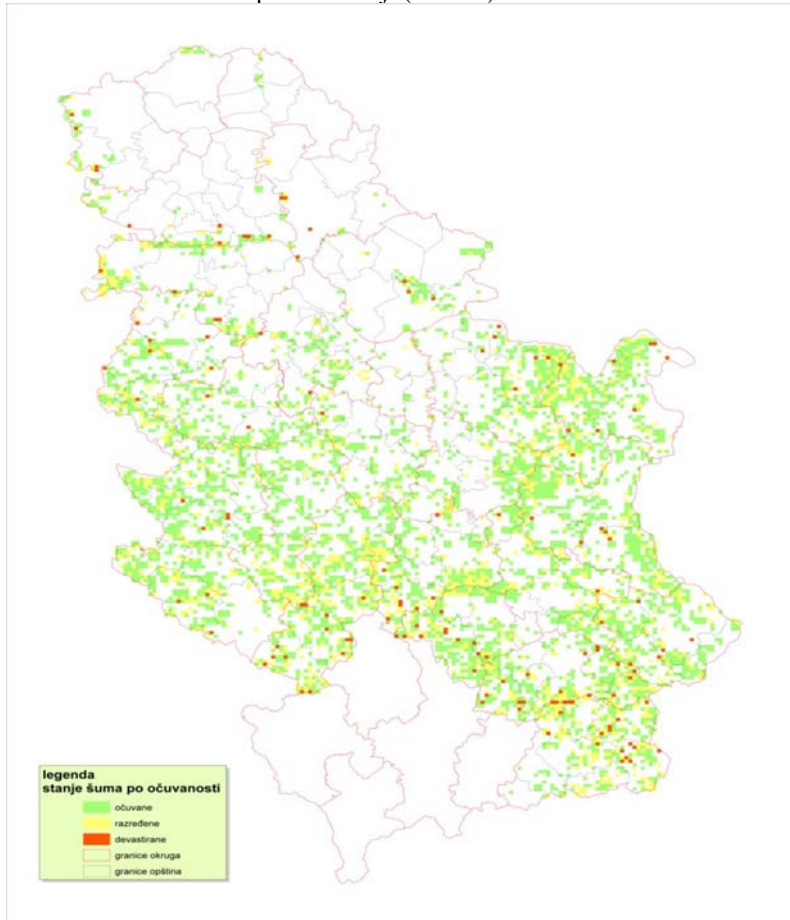 legenda
stanje šuma po očuvanosti
očuvane
razređene
devastirane
granice okruga
granice opština